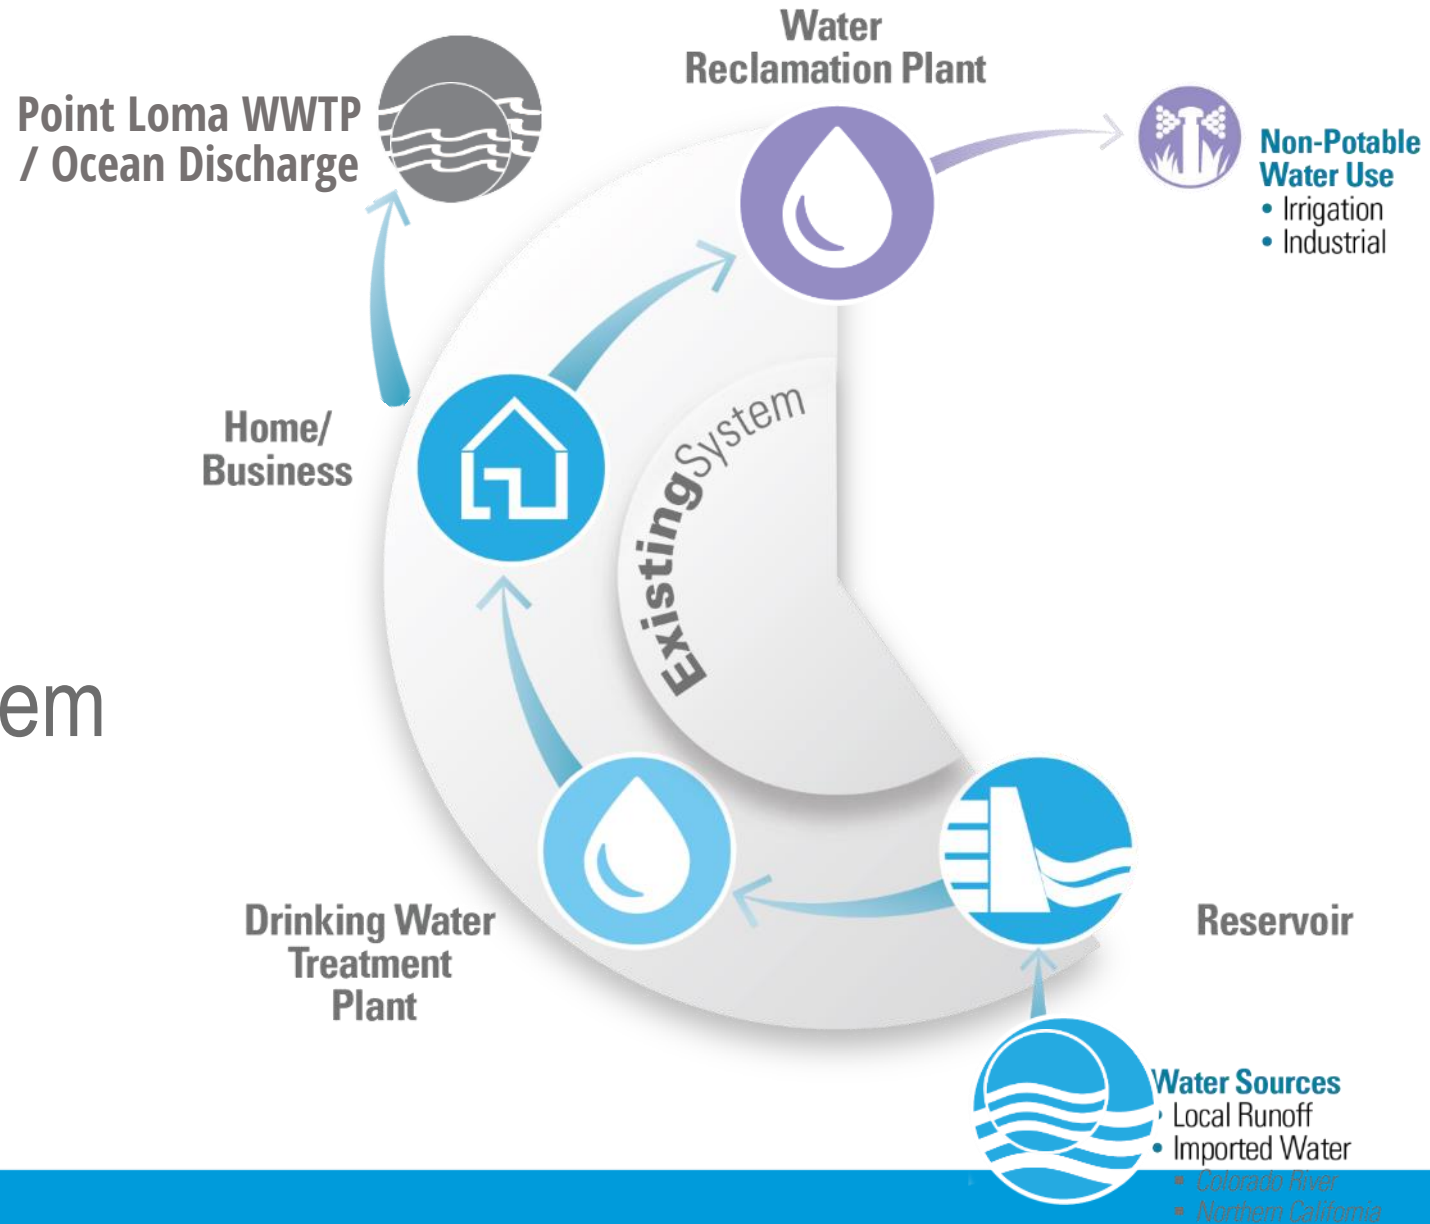 Water
Reclamation Plant
Point Loma WWTP
/ Ocean Discharge
Non-Potable
Water Use
• Irrigation
• Industrial
Home/
Business
ExistingSystem
em
Drinking Water
Treatment
Plant
Reservoir
Water Sources
• Local Runoff
• Imported Water
▪ Colorado River
▪ Northern California